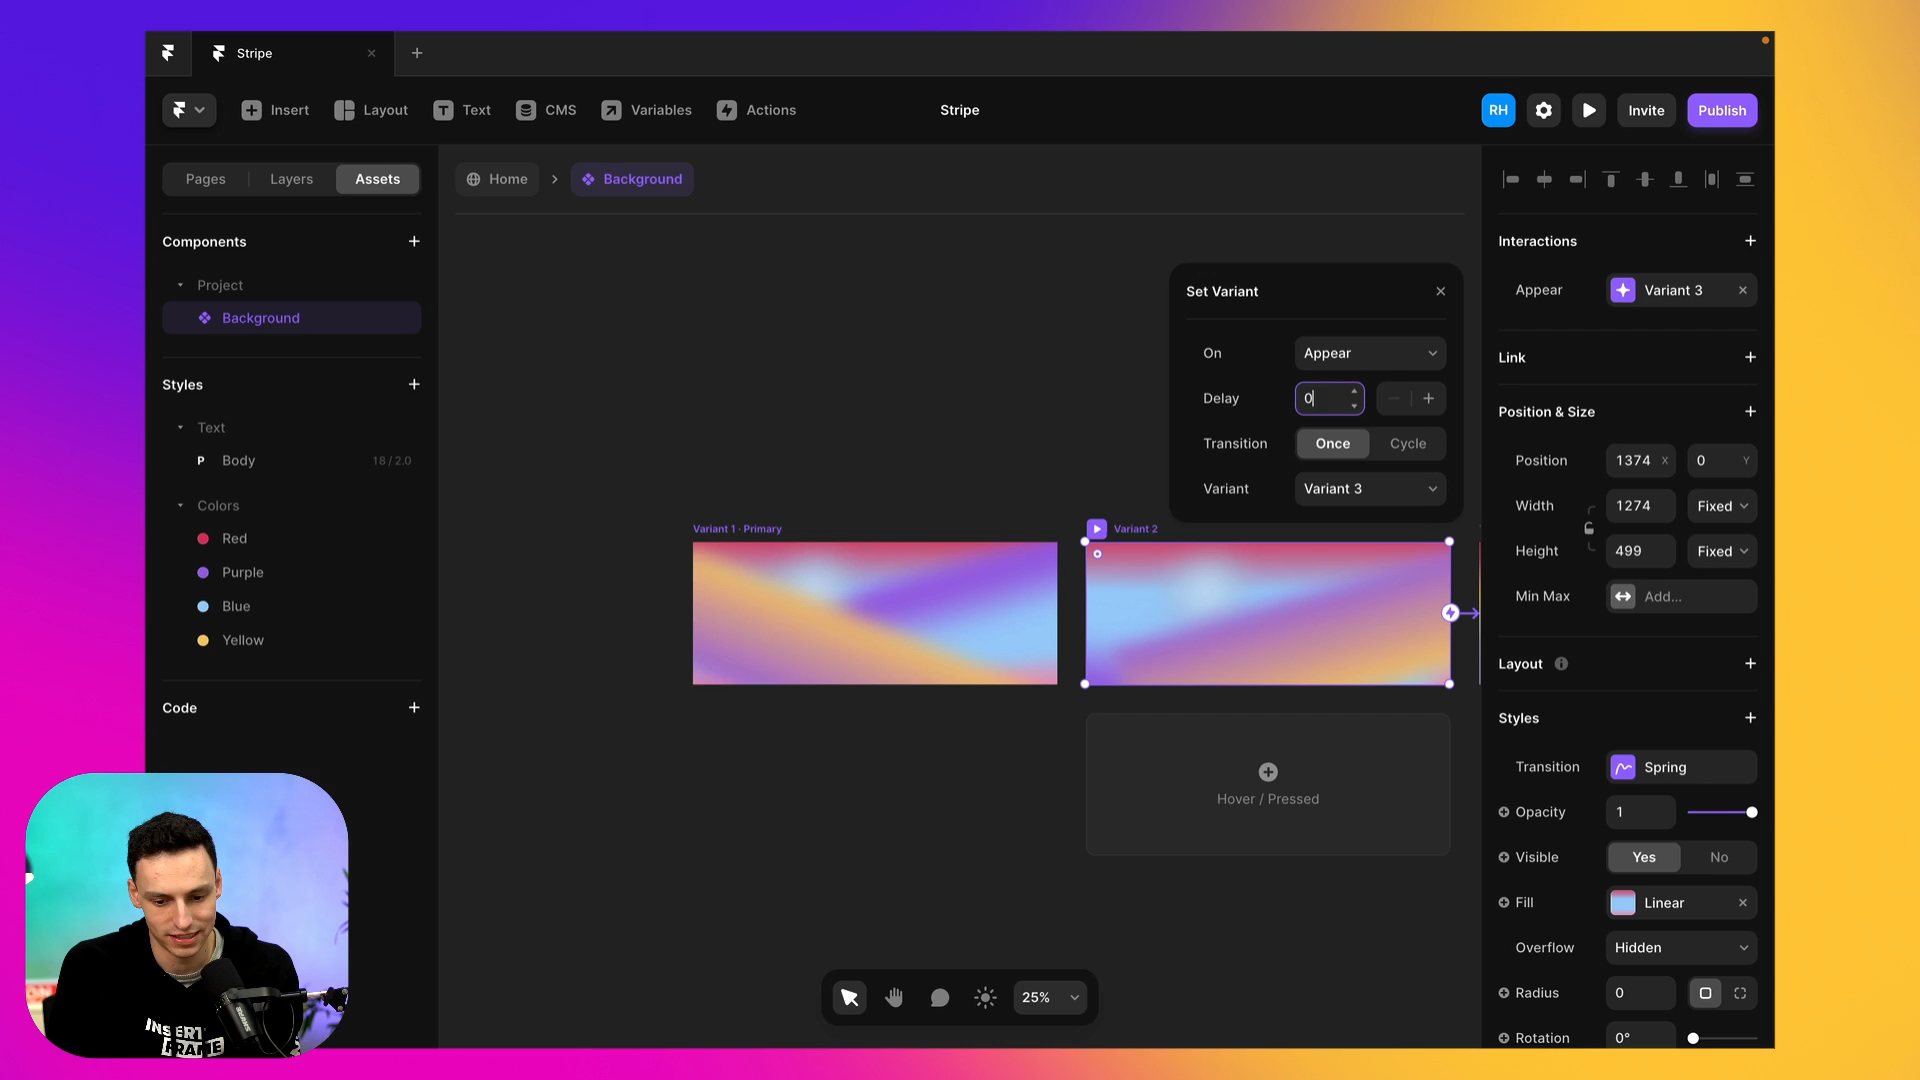 Stripe
Insert
Layout
Text
CMS
Variables
Actions
Stripe
RH
Invite
Publish
Pages
Layers
Assets
Home
Background
Components
Project
Background
Styles
Text
P Body 18 / 2.0
Colors
Red
Purple
Blue
Yellow
Code
Set Variant
On Appear
Delay 0
Transition Once Cycle
Variant Variant 3
Variant 1 · Primary
Variant 2
Hover / Pressed
25%
Interactions
Appear Variant 3
Link
Position & Size
Position 1374 X 0 Y
Width 1274 Fixed
Height 499 Fixed
Min Max Add...
Layout
Styles
Transition Spring
Opacity 1
Visible Yes No
Fill Linear
Overflow Hidden
Radius 0
Rotation 0°
INSERT
FRAME
SHURE